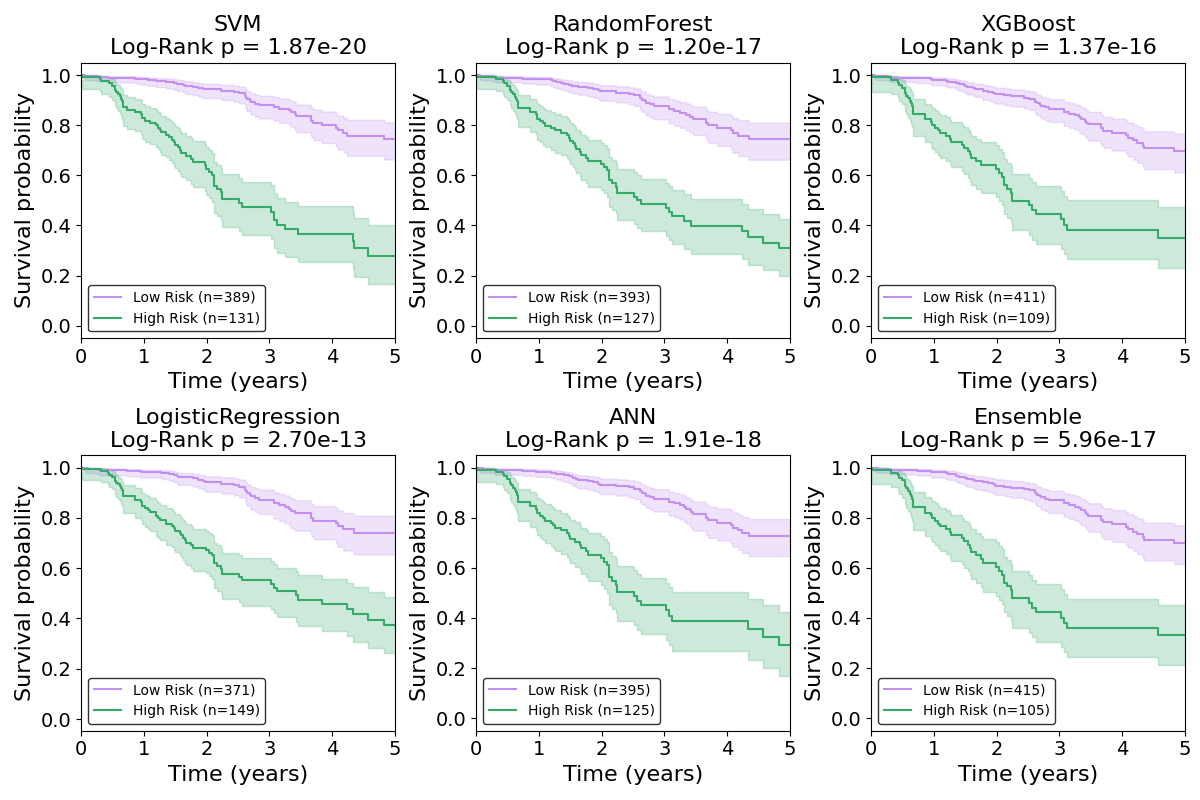 SVM
Log-Rank p = 1.87e-20
Survival probability
1.0
0.8
0.6
0.4
0.2
0.0
Low Risk (n=389)
High Risk (n=131)
0 1 2 3 4 5
Time (years)
RandomForest
Log-Rank p = 1.20e-17
Survival probability
1.0
0.8
0.6
0.4
0.2
0.0
Low Risk (n=393)
High Risk (n=127)
0 1 2 3 4 5
Time (years)
XGBoost
Log-Rank p = 1.37e-16
Survival probability
1.0
0.8
0.6
0.4
0.2
0.0
Low Risk (n=411)
High Risk (n=109)
0 1 2 3 4 5
Time (years)
LogisticRegression
Log-Rank p = 2.70e-13
Survival probability
1.0
0.8
0.6
0.4
0.2
0.0
Low Risk (n=371)
High Risk (n=149)
0 1 2 3 4 5
Time (years)
ANN
Log-Rank p = 1.91e-18
Survival probability
1.0
0.8
0.6
0.4
0.2
0.0
Low Risk (n=395)
High Risk (n=125)
0 1 2 3 4 5
Time (years)
Ensemble
Log-Rank p = 5.96e-17
Survival probability
1.0
0.8
0.6
0.4
0.2
0.0
Low Risk (n=415)
High Risk (n=105)
0 1 2 3 4 5
Time (years)